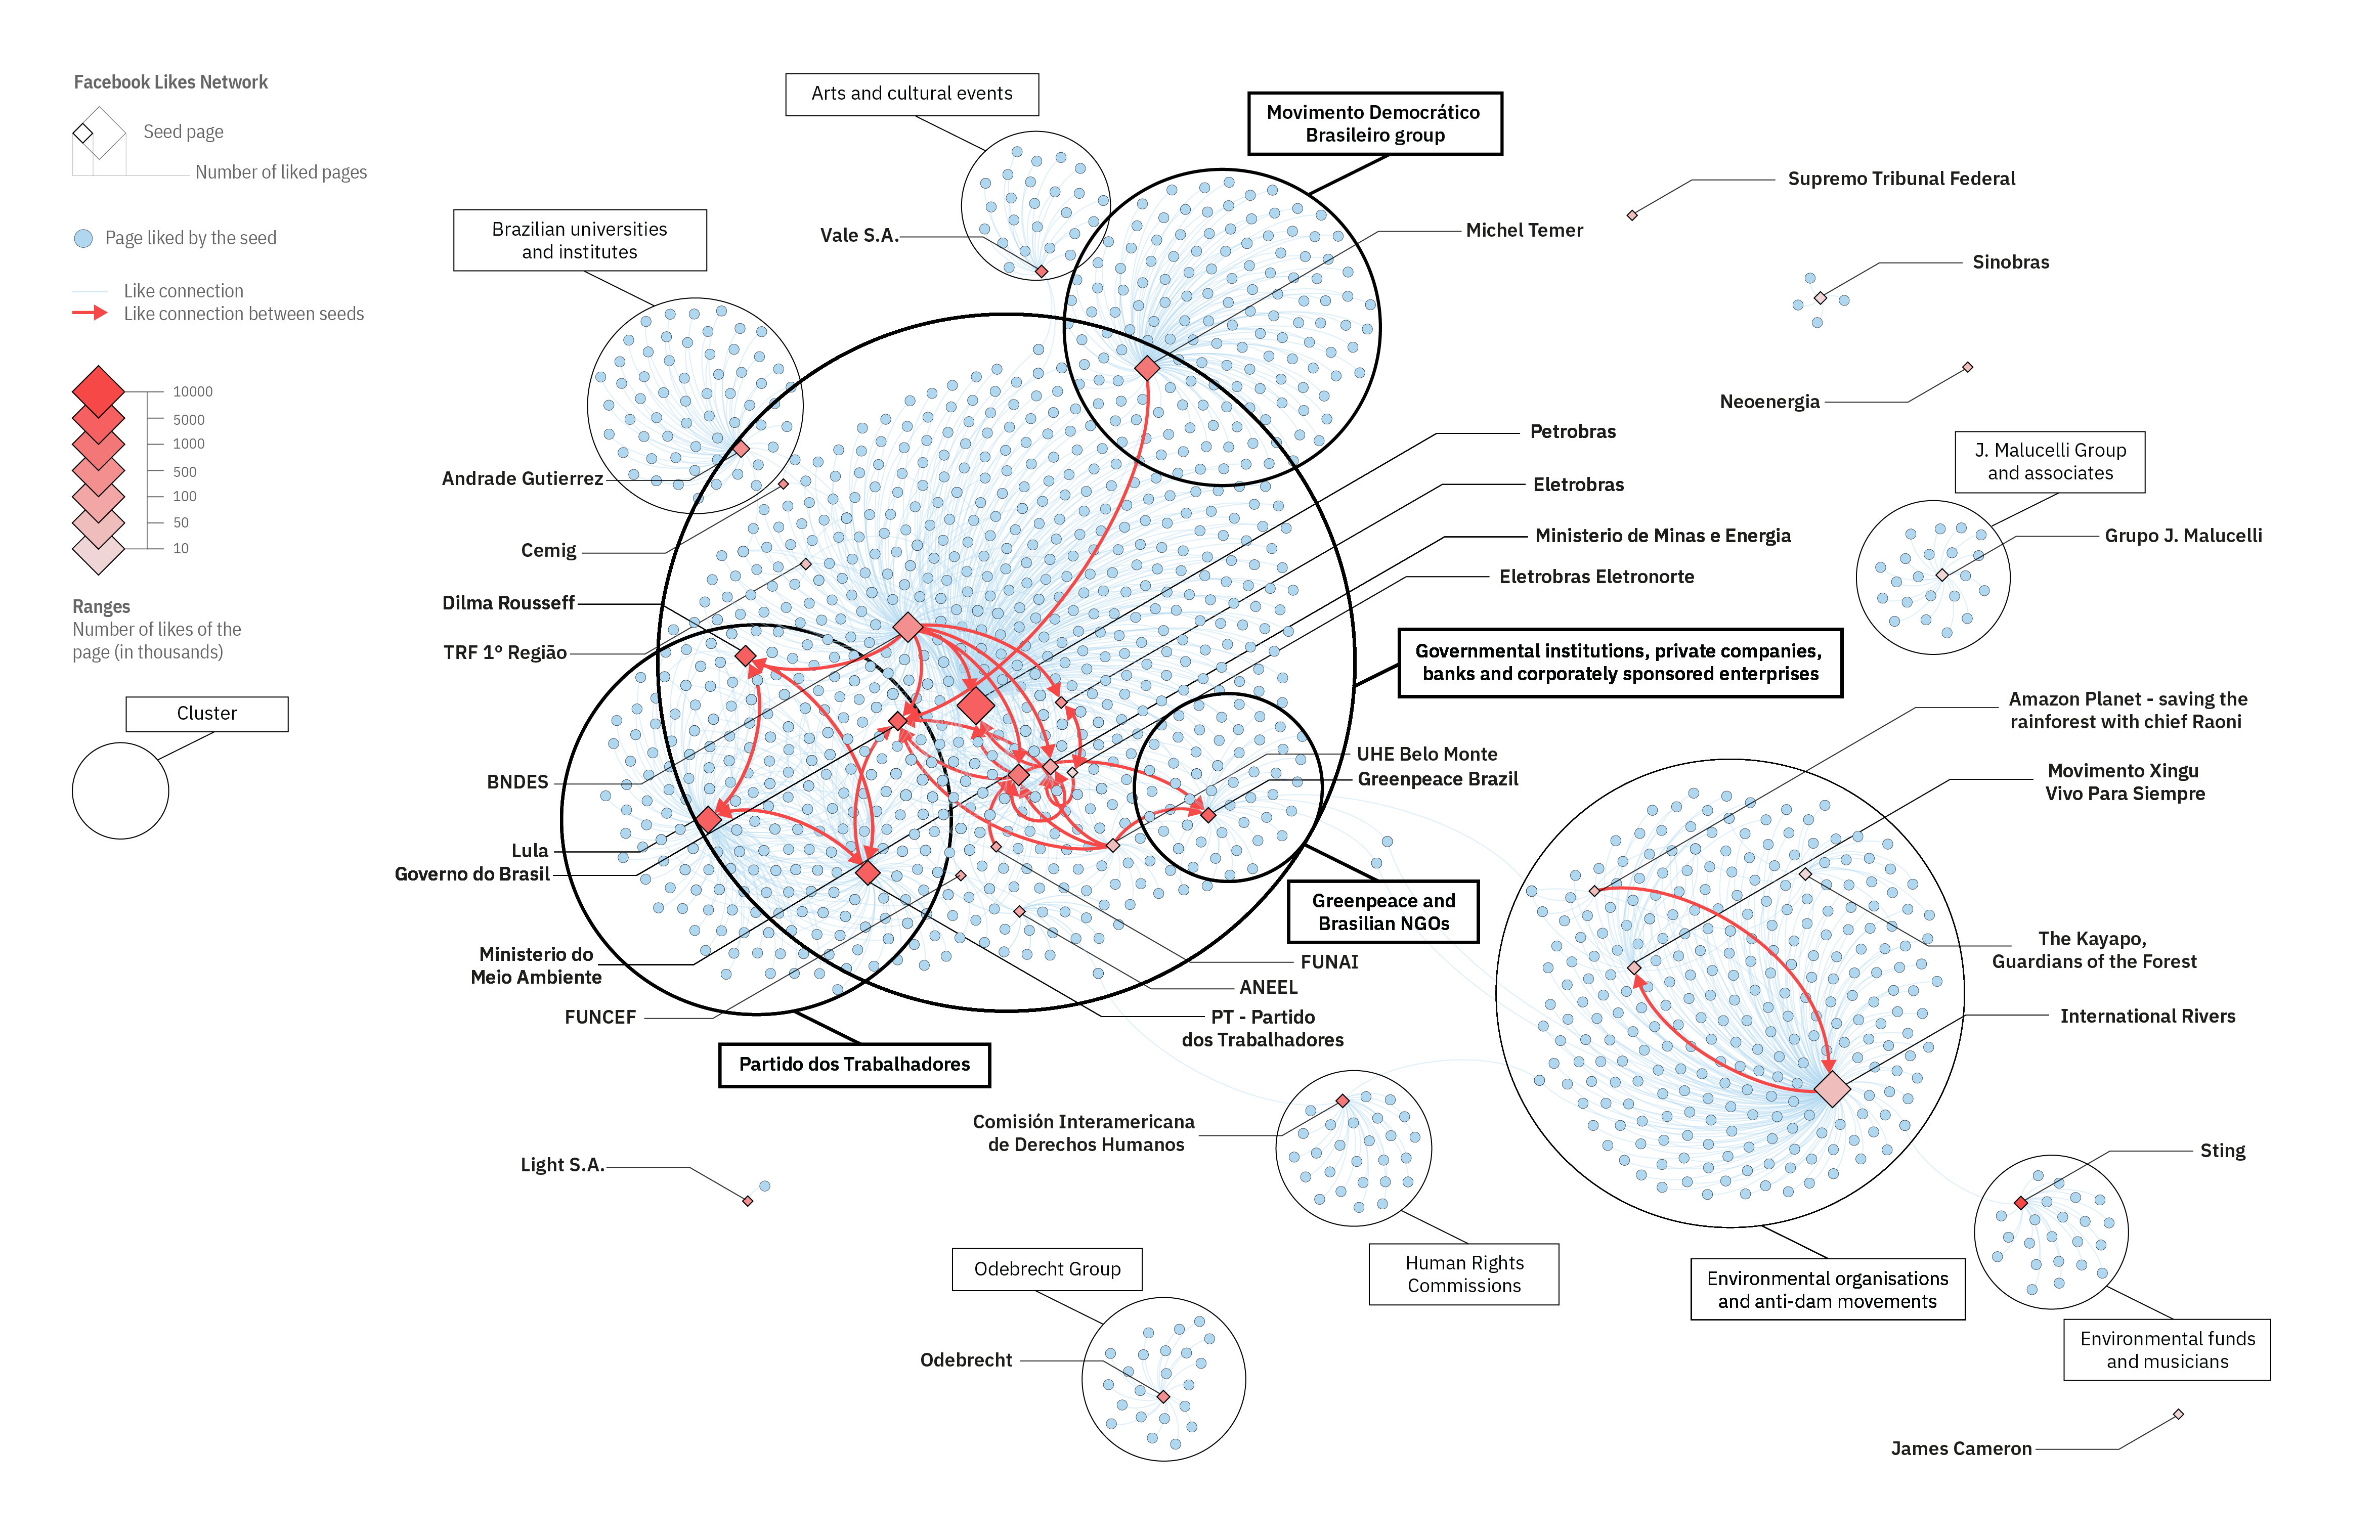 Facebook Likes Network
Seed page
Number of liked pages
Page liked by the seed
Like connection
Like connection between seeds
10000
5000
1000
500
100
50
10
Ranges
Number of likes of the
page (in thousands)
Cluster
Arts and cultural events
Movimento Democrático
Brasileiro group
Supremo Tribunal Federal
Brazilian universities
and institutes
Vale S.A.
Michel Temer
Sinobras
Neoenergia
Petrobras
J. Malucelli Group
and associates
Andrade Gutierrez
Eletrobras
Cemig
Ministerio de Minas e Energia
Grupo J. Malucelli
Eletrobras Eletronorte
Dilma Rousseff
TRF 1° Região
Governmental institutions, private companies,
banks and corporately sponsored enterprises
Amazon Planet - saving the
rainforest with chief Raoni
BNDES
UHE Belo Monte
Greenpeace Brazil
Movimento Xingu
Vivo Para Siempre
Lula
Governo do Brasil
Greenpeace and
Brasilian NGOs
Ministerio do
Meio Ambiente
The Kayapo,
Guardians of the Forest
FUNAI
ANEEL
FUNCEF
PT - Partido
dos Trabalhadores
International Rivers
Partido dos Trabalhadores
Comisión Interamericana
de Derechos Humanos
Sting
Light S.A.
Odebrecht Group
Human Rights
Commissions
Environmental organisations
and anti-dam movements
Environmental funds
and musicians
Odebrecht
James Cameron